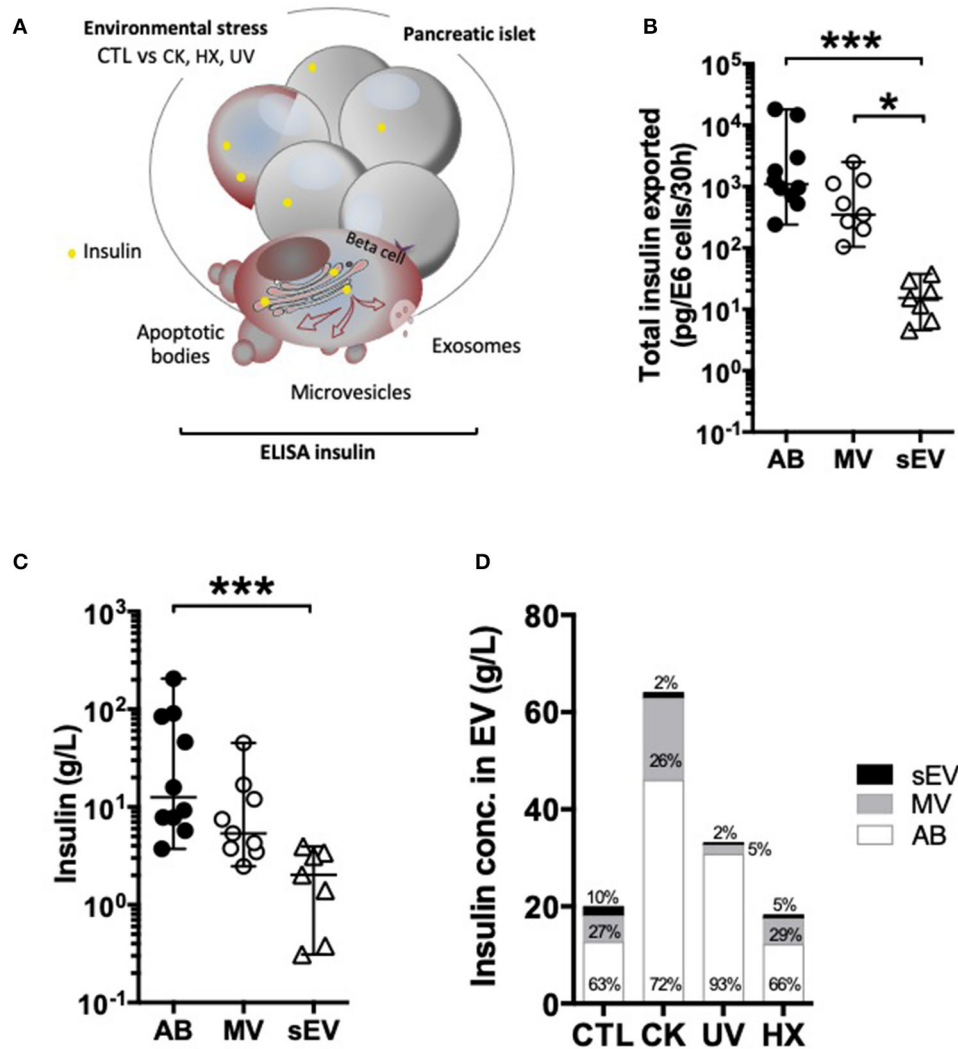 A
Environmental stress
CTL vs CK, HX, UV
Pancreatic islet
Insulin
Beta cell
Apoptotic
bodies
Exosomes
Microvesicles
ELISA insulin
B
***
*
Total insulin exported
(pg/E6 cells/30h)
10^5
10^4
10^3
10^2
10^1
10^0
10^-1
AB MV sEV
C
***
Insulin (g/L)
10^3
10^2
10^1
10^0
10^-1
AB MV sEV
D
Insulin conc. in EV (g/L)
80
60
40
20
0
10%
27%
63%
2%
26%
72%
2%
5%
93%
5%
29%
66%
CTL CK UV HX
sEV
MV
AB